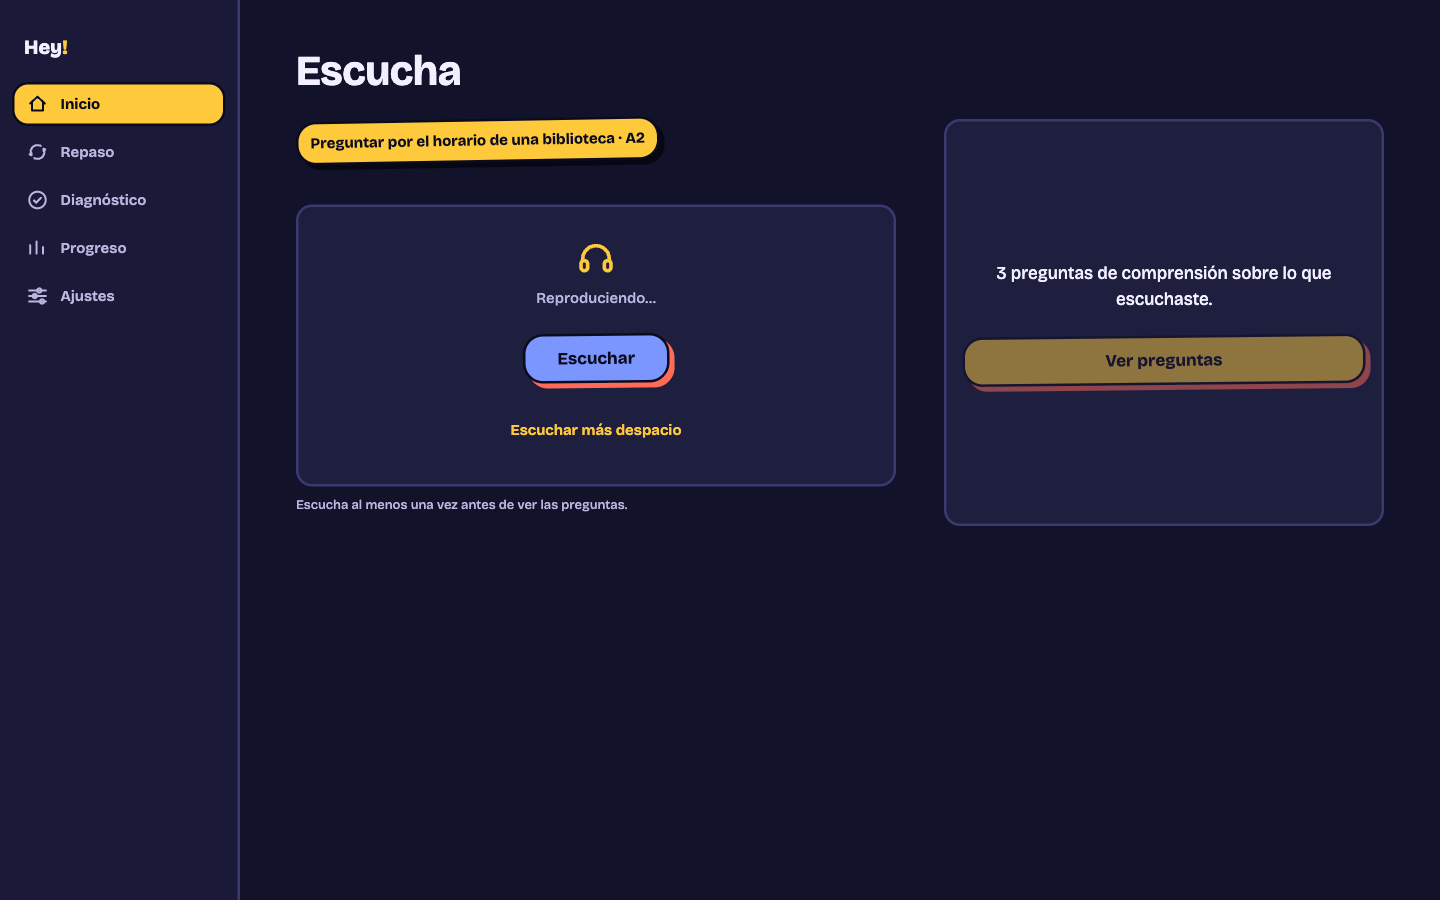 Hey!
Inicio
Repaso
Diagnóstico
Progreso
Ajustes
Escucha
Preguntar por el horario de una biblioteca · A2
Reproduciendo...
Escuchar
Escuchar más despacio
Escucha al menos una vez antes de ver las preguntas.
3 preguntas de comprensión sobre lo que
escuchaste.
Ver preguntas